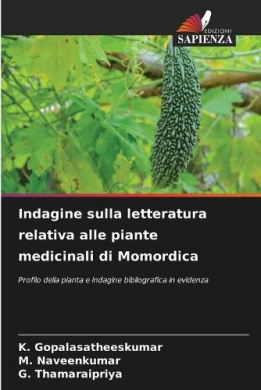 EDIZIONI
SAPIENZA
Indagine sulla letteratura
relativa alle piante
medicinali di Momordica
Profilo della pianta e indagine bibliografica in evidenza
K. Gopalasatheeskumar
M. Naveenkumar
G. Thamaraipriya